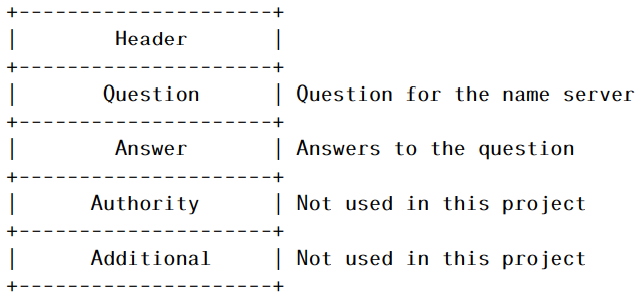 +---------------------+
|        Header       |
+---------------------+
|       Question      | Question for the name server
+---------------------+
|        Answer       | Answers to the question
+---------------------+
|      Authority      | Not used in this project
+---------------------+
|      Additional     | Not used in this project
+---------------------+